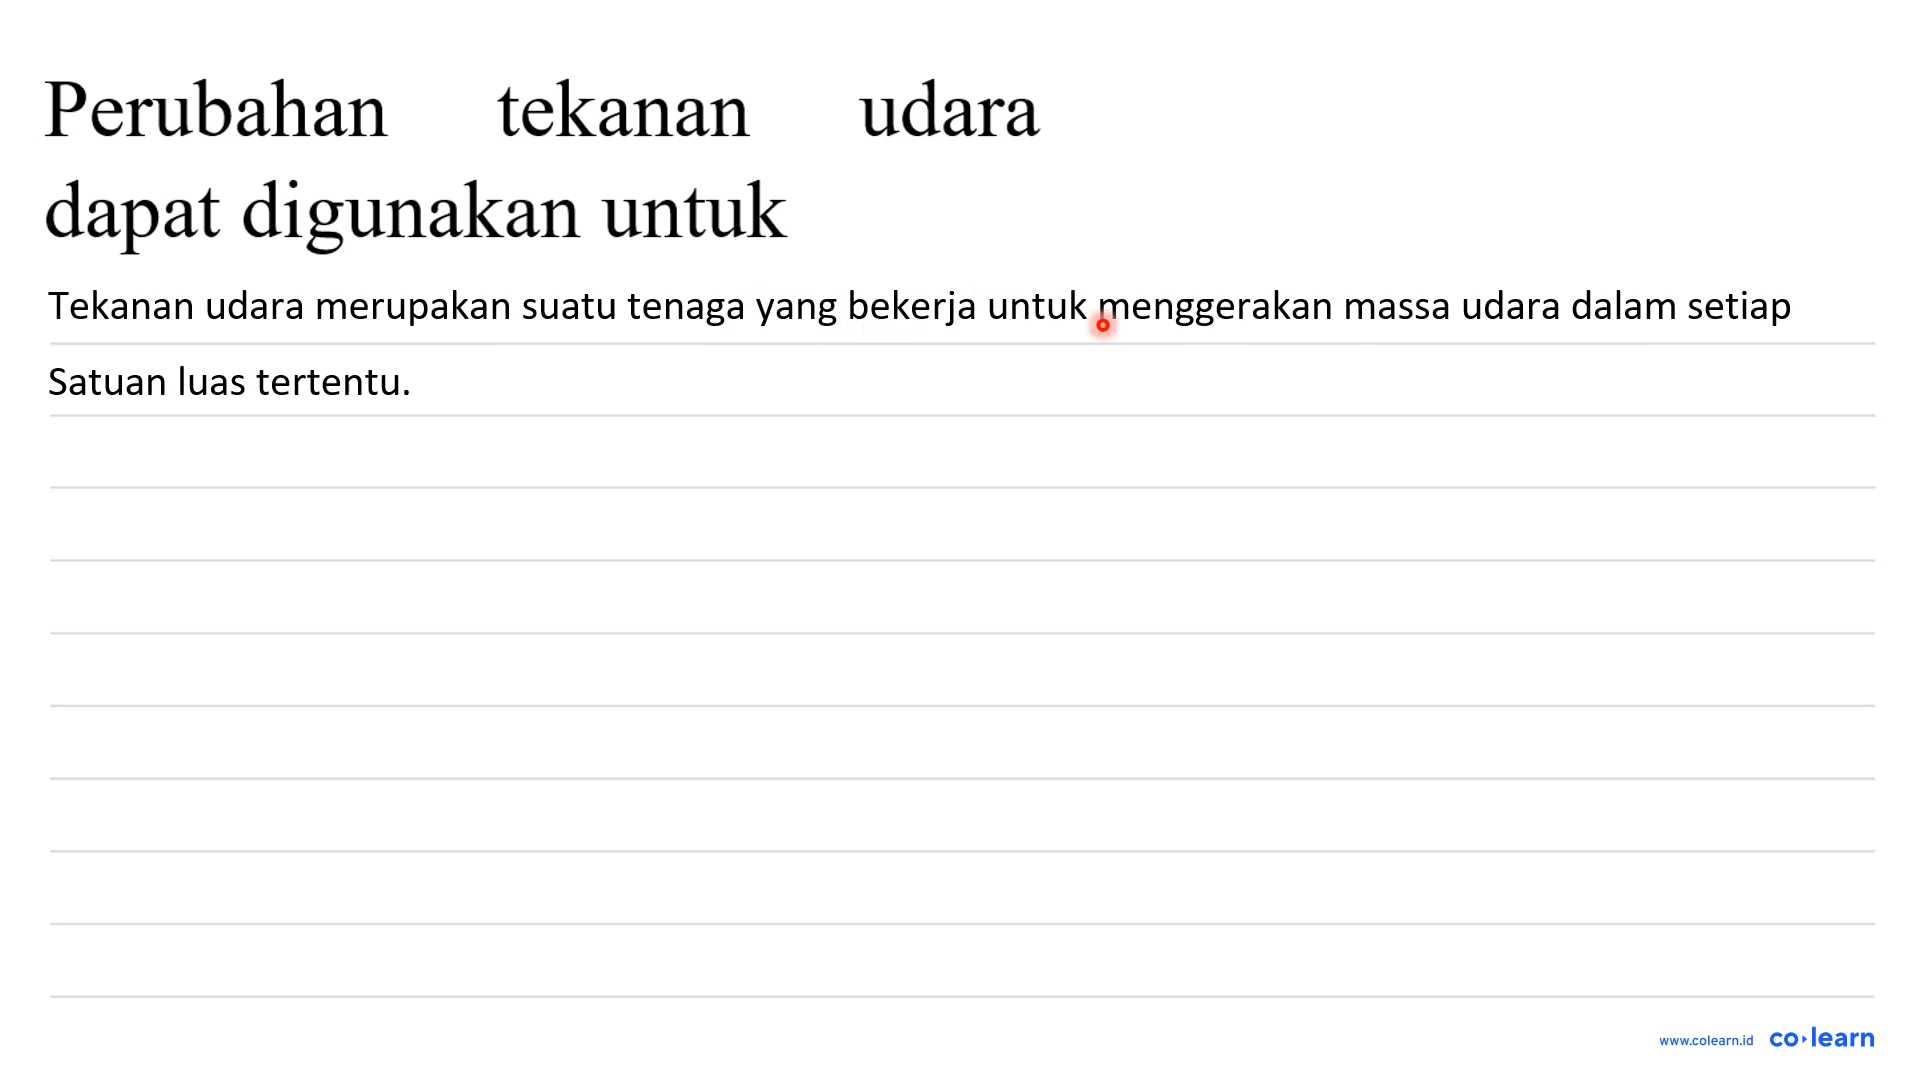 Perubahan tekanan udara
dapat digunakan untuk
Tekanan udara merupakan suatu tenaga yang bekerja untuk menggerakan massa udara dalam setiap
Satuan luas tertentu.
www.colearn.id co·learn